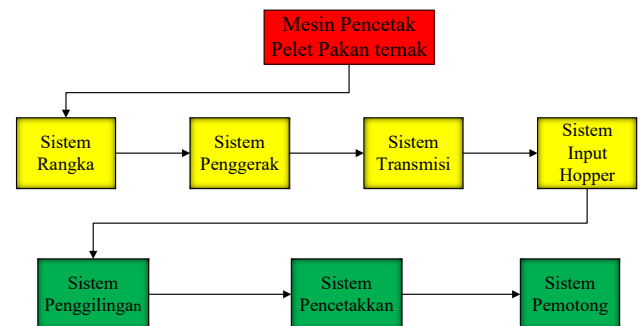 Mesin Pencetak
Pelet Pakan ternak
Sistem
Rangka
Sistem
Penggerak
Sistem
Transmisi
Sistem
Input
Hopper
Sistem
Penggilingan
Sistem
Pencetakkan
Sistem
Pemotong